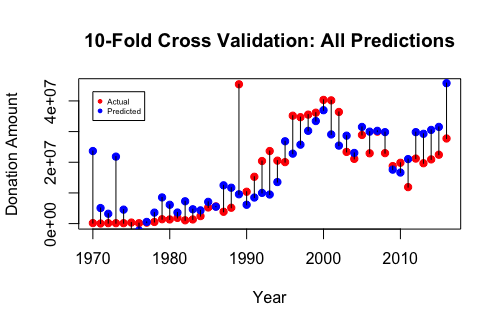 10-Fold Cross Validation: All Predictions
Donation Amount
4e+07
2e+07
0e+00
Actual
Predicted
1970 1980 1990 2000 2010
Year